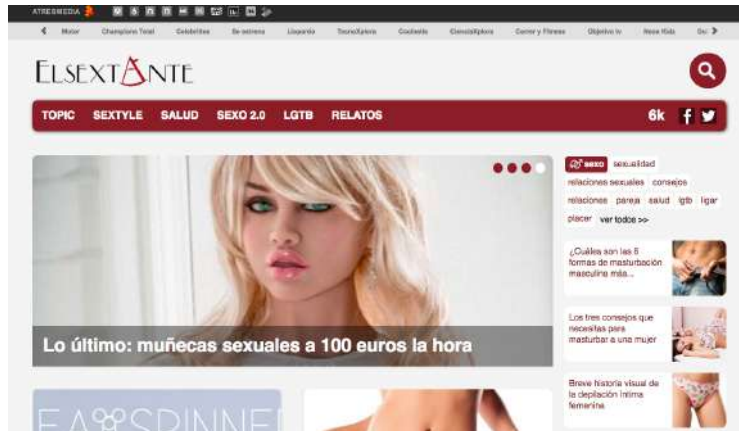 ATRESMEDIA
Motor Champions Total Celebrities Se estrena Llaportó TecnoXplora Cocinatis CienciaXplora Correr y Fitness Objetivo tv Neox Kidz
ELSEXTANTE
TOPIC SEXTYLE SALUD SEXO 2.0 LGTB RELATOS 6k
sexo sexualidad
relaciones sexuales consejos
relaciones pareja salud lgtb ligar
placer ver todos >>
¿Cuáles son las 5
formas de masturbación
masculina más...
Los tres consejos que
necesitas para
masturbar a una mujer
Lo último: muñecas sexuales a 100 euros la hora
Breve historia visual de
la depilación íntima
femenina